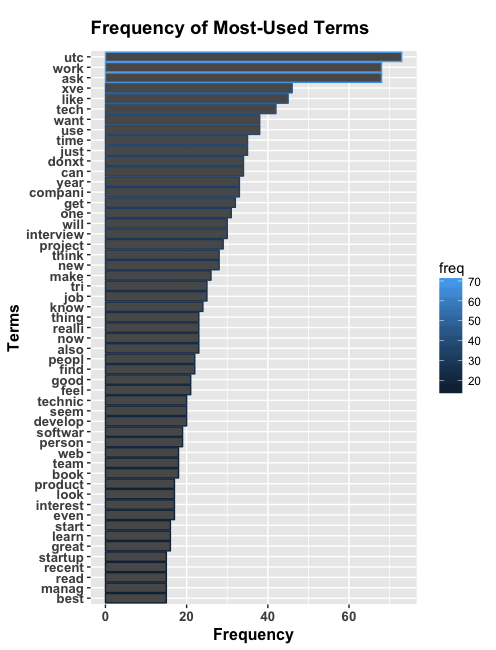 Frequency of Most-Used Terms
utc
work
ask
xve
like
tech
want
use
time
just
donxt
can
year
compani
get
one
will
interview
project
think
new
make
tri
job
know
thing
realli
now
also
peopl
find
good
feel
technic
seem
develop
softwar
person
web
team
book
product
look
interest
even
start
learn
great
startup
recent
read
manag
best
Terms
0 20 40 60
Frequency
freq
70
60
50
40
30
20